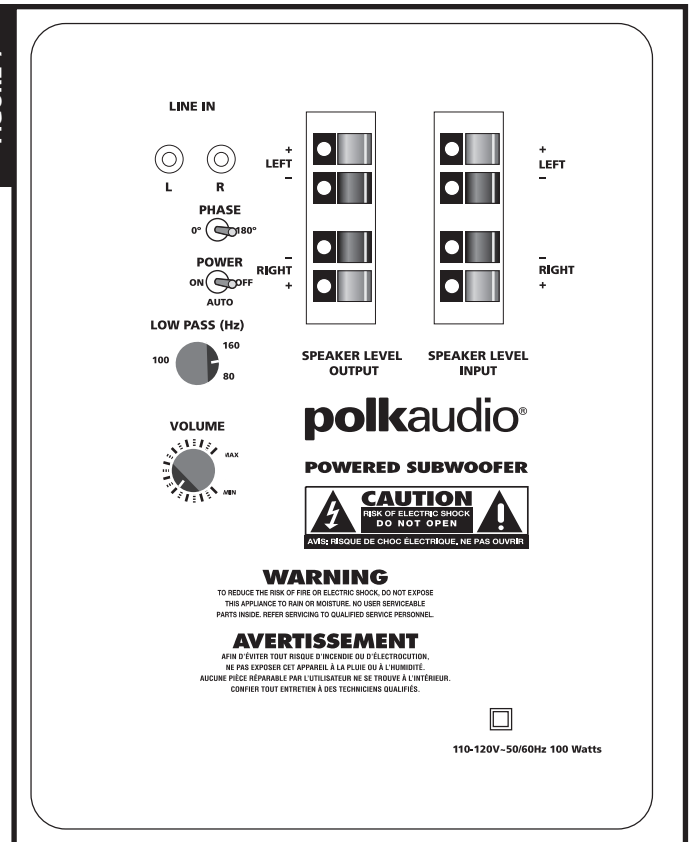 LINE IN
L R
PHASE
0° 180°
POWER
ON OFF
AUTO
LOW PASS (Hz)
160
100
80
VOLUME
MAX
MIN
+
LEFT
–
–
RIGHT
+
SPEAKER LEVEL
OUTPUT
+
LEFT
–
–
RIGHT
+
SPEAKER LEVEL
INPUT
polkaudio®
POWERED SUBWOOFER
CAUTION
RISK OF ELECTRIC SHOCK
DO NOT OPEN
AVIS: RISQUE DE CHOC ÉLECTRIQUE, NE PAS OUVRIR
WARNING
TO REDUCE THE RISK OF FIRE OR ELECTRIC SHOCK, DO NOT EXPOSE
THIS APPLIANCE TO RAIN OR MOISTURE. NO USER SERVICEABLE
PARTS INSIDE. REFER SERVICING TO QUALIFIED SERVICE PERSONNEL.
AVERTISSEMENT
AFIN D'ÉVITER TOUT RISQUE D'INCENDIE OU D'ÉLECTROCUTION,
NE PAS EXPOSER CET APPAREIL À LA PLUIE OU À L'HUMIDITÉ.
AUCUNE PIÈCE RÉPARABLE PAR L'UTILISATEUR NE SE TROUVE À L'INTÉRIEUR.
CONFIER TOUT ENTRETIEN À DES TECHNICIENS QUALIFIÉS.
110-120V~50/60Hz 100 Watts